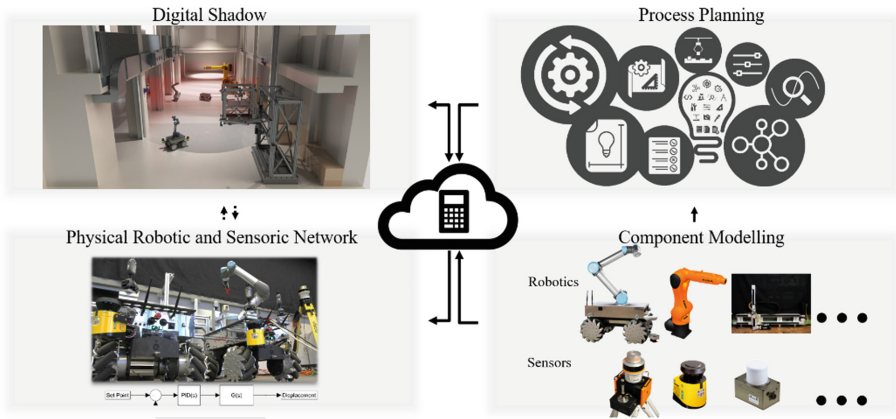 Digital Shadow
Process Planning
Physical Robotic and Sensoric Network
Component Modelling
Robotics
Sensors
Set Point
PID(s)
G(s)
Displacement